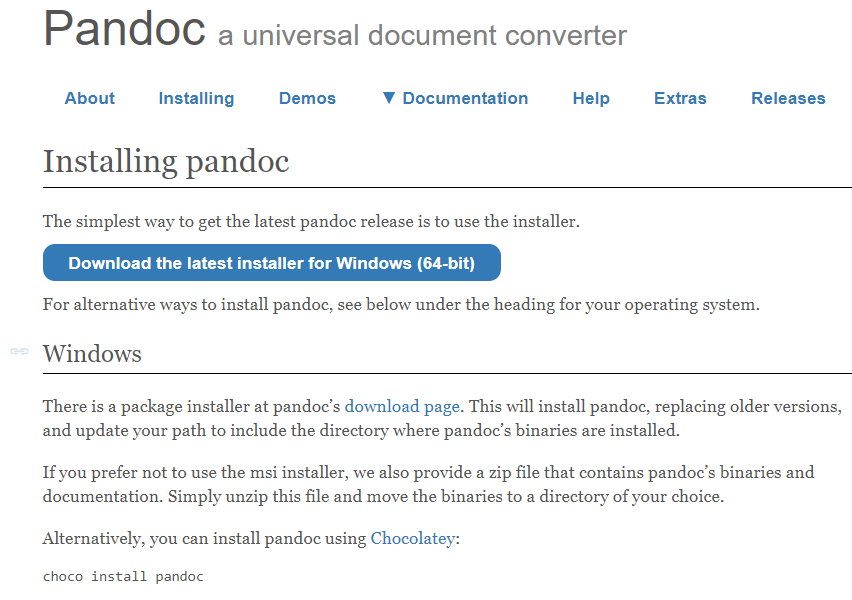 Pandoc a universal document converter
About Installing Demos ▼ Documentation Help Extras Releases
Installing pandoc
The simplest way to get the latest pandoc release is to use the installer.
Download the latest installer for Windows (64-bit)
For alternative ways to install pandoc, see below under the heading for your operating system.
Windows
There is a package installer at pandoc’s download page. This will install pandoc, replacing older versions,
and update your path to include the directory where pandoc’s binaries are installed.
If you prefer not to use the msi installer, we also provide a zip file that contains pandoc’s binaries and
documentation. Simply unzip this file and move the binaries to a directory of your choice.
Alternatively, you can install pandoc using Chocolatey:
choco install pandoc